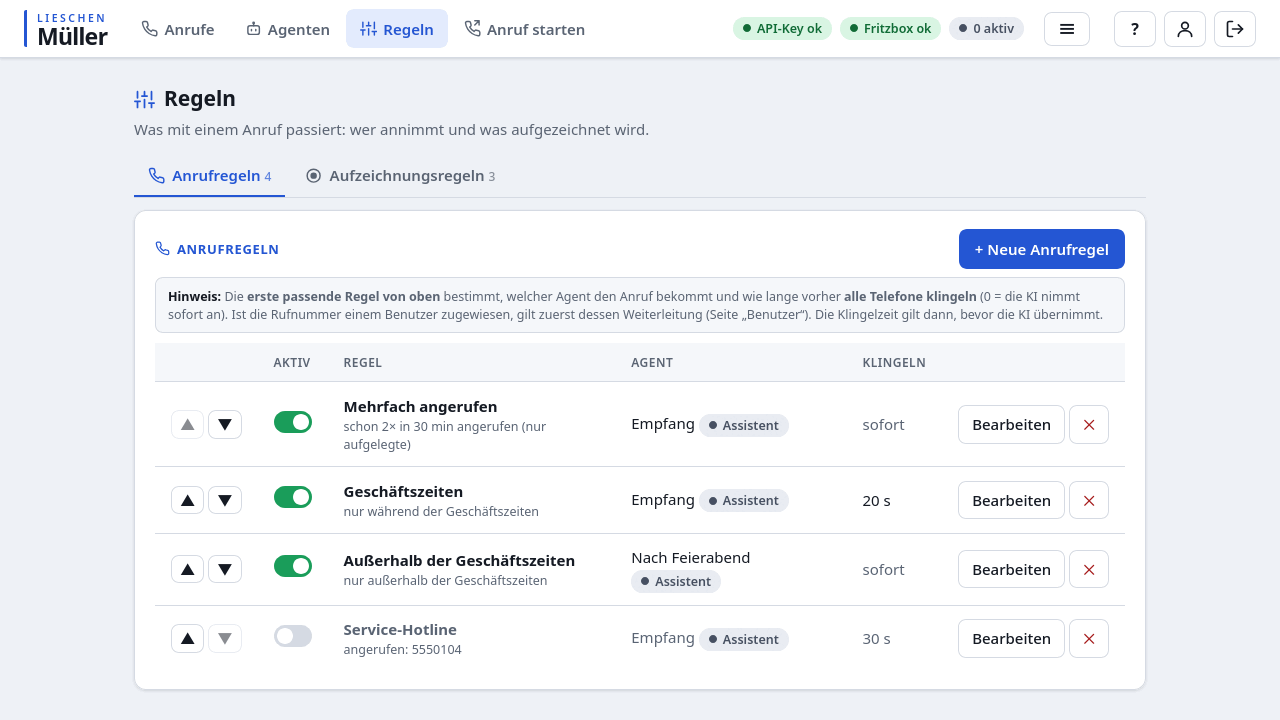 LIESCHEN
Müller
Anrufe
Agenten
Regeln
Anruf starten
API-Key ok
Fritzbox ok
0 aktiv
?
Regeln
Was mit einem Anruf passiert: wer annimmt und was aufgezeichnet wird.
Anrufregeln 4
Aufzeichnungsregeln 3
ANRUFREGELN
+ Neue Anrufregel
Hinweis: Die erste passende Regel von oben bestimmt, welcher Agent den Anruf bekommt und wie lange vorher alle Telefone klingeln (0 = die KI nimmt
sofort an). Ist die Rufnummer einem Benutzer zugewiesen, gilt zuerst dessen Weiterleitung (Seite „Benutzer“). Die Klingelzeit gilt dann, bevor die KI übernimmt.
AKTIV REGEL AGENT KLINGELN
Mehrfach angerufen
schon 2× in 30 min angerufen (nur
aufgelegte)
Empfang Assistent
sofort
Bearbeiten
Geschäftszeiten
nur während der Geschäftszeiten
Empfang Assistent
20 s
Bearbeiten
Außerhalb der Geschäftszeiten
nur außerhalb der Geschäftszeiten
Nach Feierabend
Assistent
sofort
Bearbeiten
Service-Hotline
angerufen: 5550104
Empfang Assistent
30 s
Bearbeiten